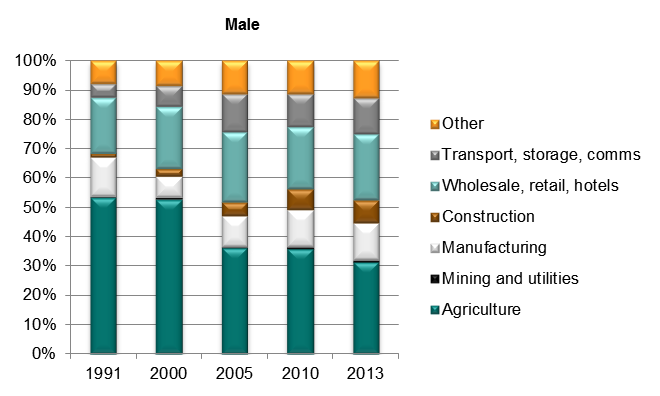 Male
100%
90%
80%
70%
60%
50%
40%
30%
20%
10%
0%
1991 2000 2005 2010 2013
Other
Transport, storage, comms
Wholesale, retail, hotels
Construction
Manufacturing
Mining and utilities
Agriculture